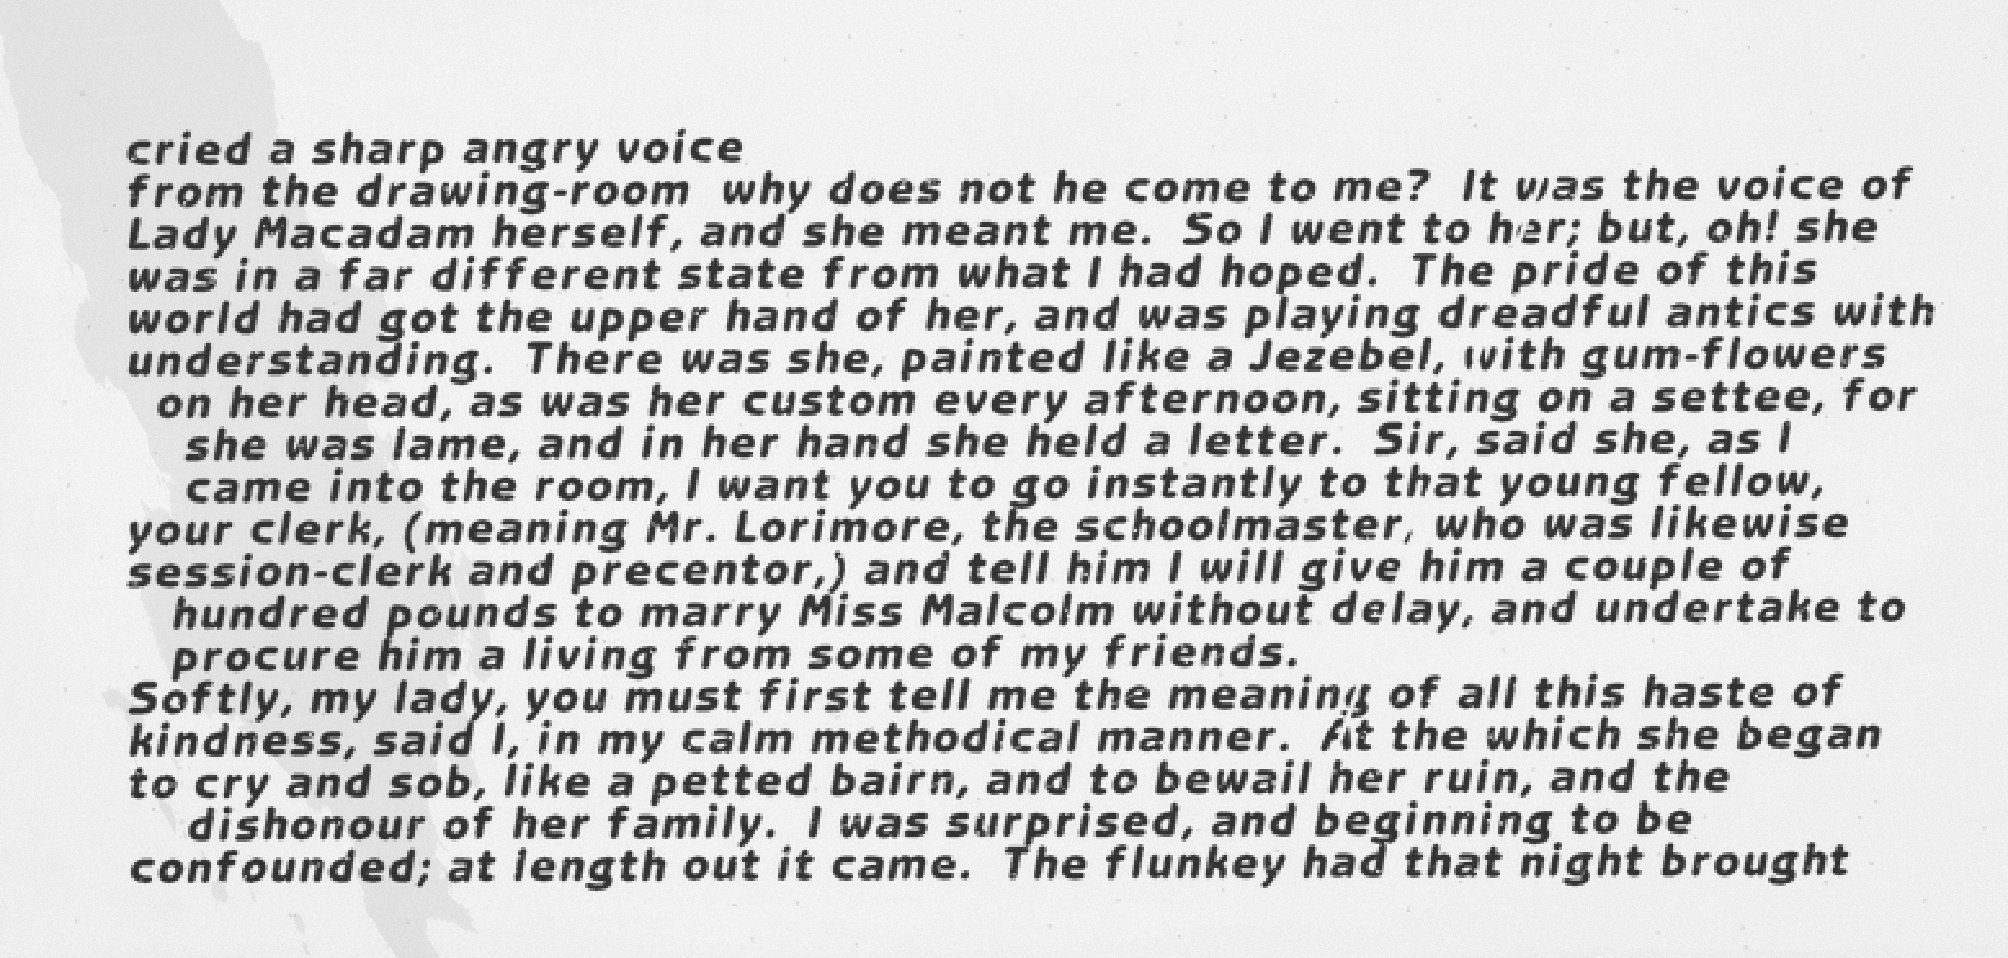 cried a sharp angry voice
from the drawing-room  why does not he come to me?  It was the voice of
Lady Macadam herself, and she meant me.  So I went to her; but, oh! she
was in a far different state from what I had hoped.  The pride of this
world had got the upper hand of her, and was playing dreadful antics with
understanding.  There was she, painted like a Jezebel, with gum-flowers
on her head, as was her custom every afternoon, sitting on a settee, for
she was lame, and in her hand she held a letter.  Sir, said she, as I
came into the room, I want you to go instantly to that young fellow,
your clerk, (meaning Mr. Lorimore, the schoolmaster, who was likewise
session-clerk and precentor,) and tell him I will give him a couple of
hundred pounds to marry Miss Malcolm without delay, and undertake to
procure him a living from some of my friends.
Softly, my lady, you must first tell me the meaning of all this haste of
kindness, said I, in my calm methodical manner.  At the which she began
to cry and sob, like a petted bairn, and to bewail her ruin, and the
dishonour of her family.  I was surprised, and beginning to be
confounded; at length out it came.  The flunkey had that night brought